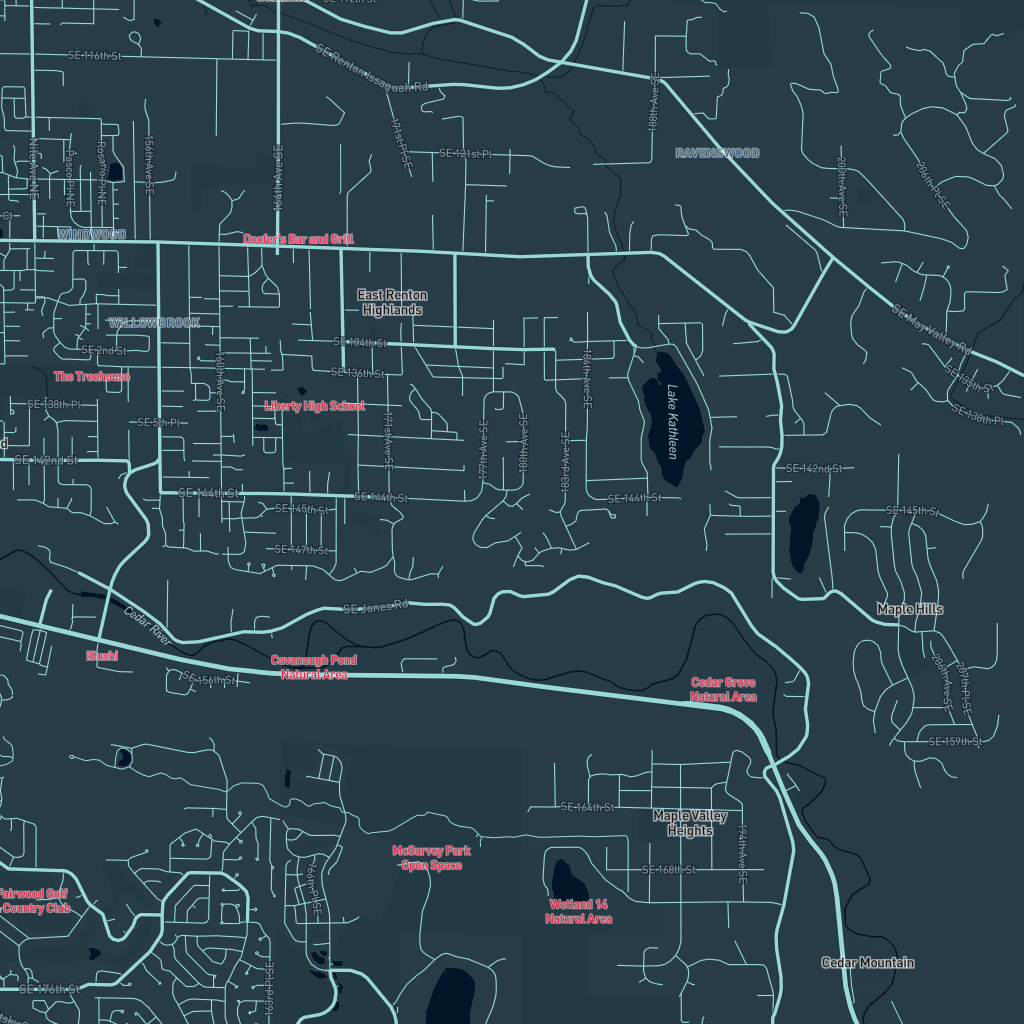 SE 112th St
SE 116th St
SE Renton Issaquah Rd
188th Ave SE
171st Pl SE
SE 121st Pl
RAVENSWOOD
Nile Ave NE
Pasco Pl NE
Rosario Pl NE
156th Ave SE
164th Ave SE
200th Ave SE
206th Pl SE
Ct
WINDWOOD
Dooler's Bar and Grill
East Renton
Highlands
WILLOWBROOK
SE May Valley Rd
SE 2nd St
SE 134th St
The Treehouse
SE 136th St
168th Ave SE
184th Ave SE
SE 135th St
SE 138th Pl
Liberty High School
Lake Kathleen
SE 138th Pl
SE 5th Pl
171st Ave SE
177th Ave SE
180th Ave SE
183rd Ave SE
d
SE 142nd St
SE 142nd St
SE 144th St
SE 144th St
SE 144th St
SE 145th St
SE 145th S
SE 147th St
SE Jones Rd
Maple Hills
Cedar River
iSushi
Cavanaugh Pond
Natural Area
SE 156th St
Cedar Grove
Natural Area
206th Ave SE
207th Pl SE
SE 159th St
SE 164th St
Maple Valley
Heights
McGarvey Park
Open Space
194th Ave SE
SE 168th St
Fairwood Golf
Country Club
166th Pl SE
Wetland 14
Natural Area
Cedar Mountain
163rd Pl SE
SE 176th St